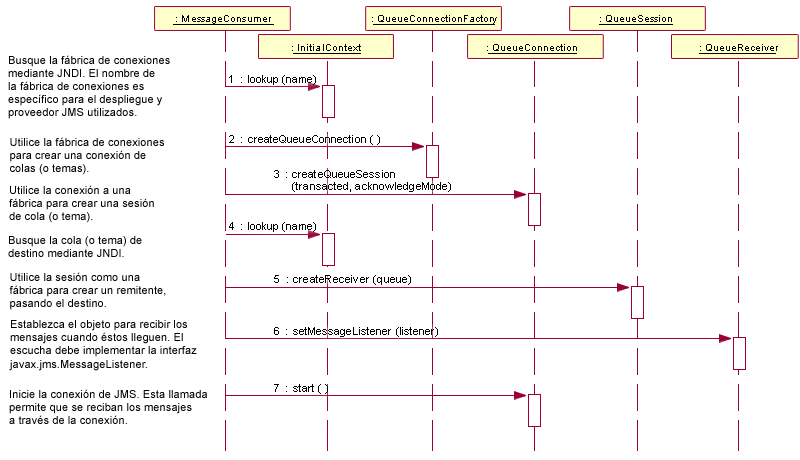 : MessageConsumer
: QueueConnectionFactory
: QueueSession
: InitialContext
: QueueConnection
: QueueReceiver
Busque la fábrica de conexiones
mediante JNDI. El nombre de
la fábrica de conexiones es
específico para el despliegue y
proveedor JMS utilizados.
1 : lookup (name)
Utilice la fábrica de conexiones
para crear una conexión de
colas (o temas).
2 : createQueueConnection ( )
Utilice la conexión a una
fábrica para crear una sesión
de cola (o tema).
3 : createQueueSession
(transacted, acknowledgeMode)
4 : lookup (name)
Busque la cola (o tema) de
destino mediante JNDI.
Utilice la sesión como una
fábrica para crear un remitente,
pasando el destino.
5 : createReceiver (queue)
Establezca el objeto para recibir los
mensajes cuando éstos lleguen. El
escucha debe implementar la interfaz
javax.jms.MessageListener.
6 : setMessageListener (listener)
Inicie la conexión de JMS. Esta llamada
permite que se reciban los mensajes
a través de la conexión.
7 : start ( )